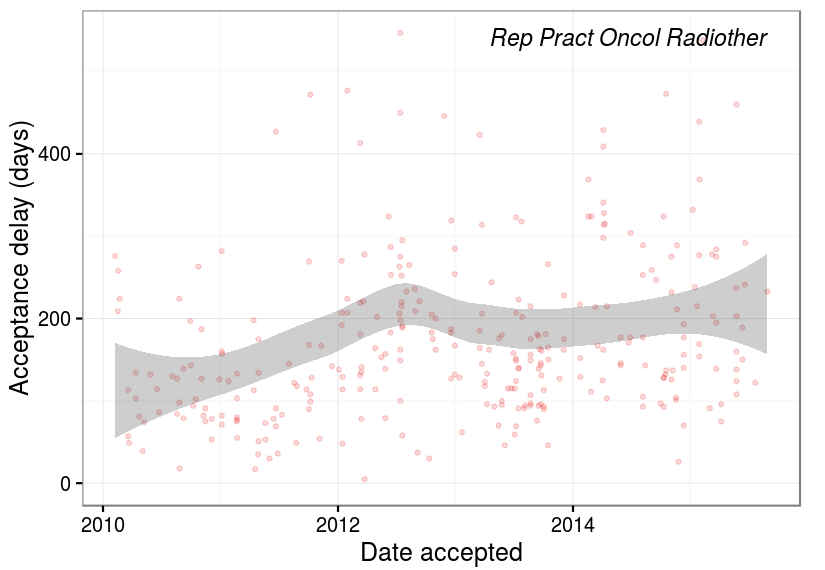 Rep Pract Oncol Radiother
Acceptance delay (days)
400
200
0
2010
2012
2014
Date accepted